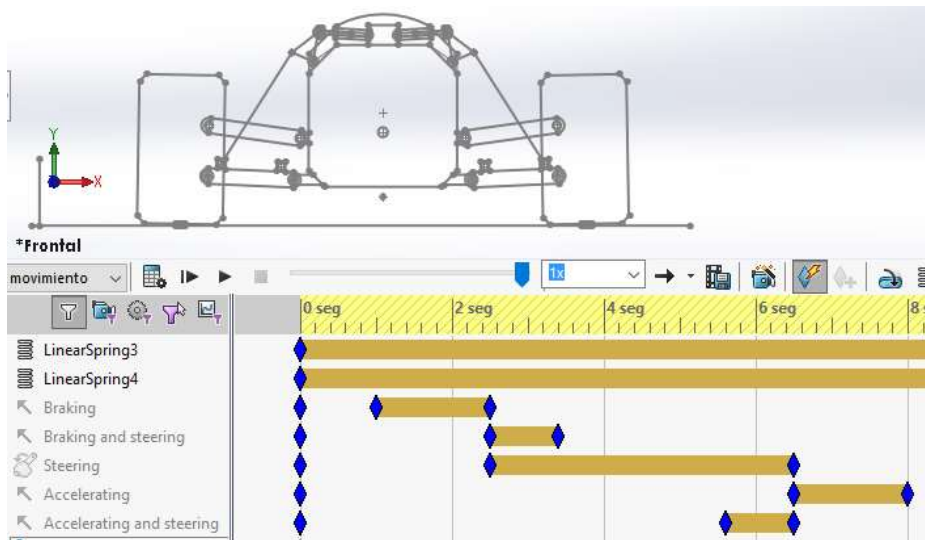 Y
X
*Frontal
movimiento 1x
0 seg 2 seg 4 seg 6 seg 8 s
LinearSpring3
LinearSpring4
Braking
Braking and steering
Steering
Accelerating
Accelerating and steering